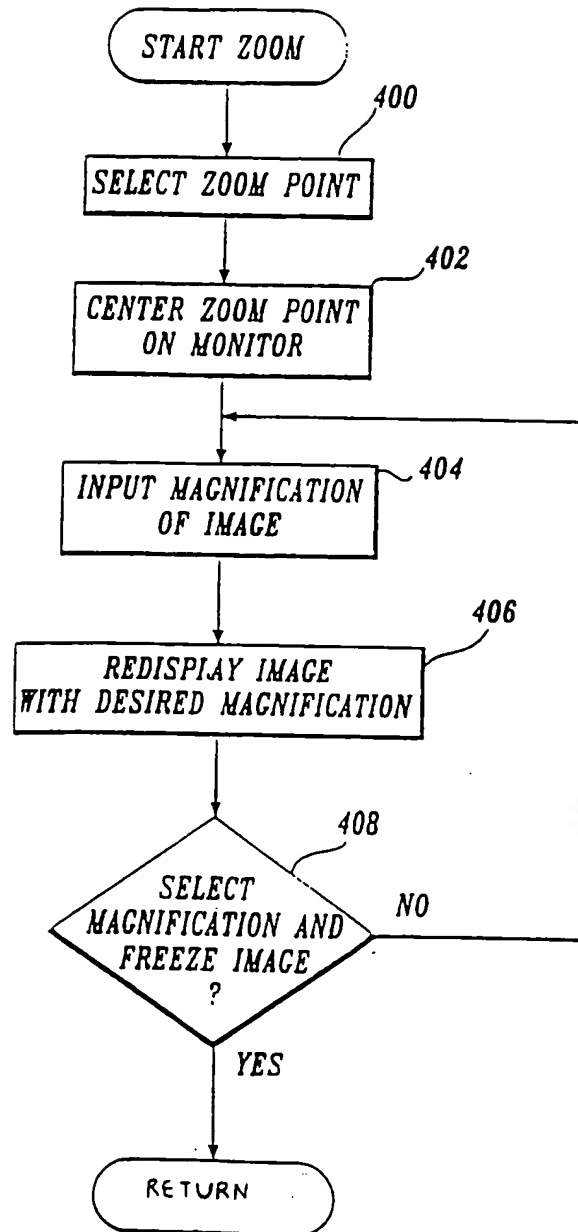 START ZOOM
400
SELECT ZOOM POINT
402
CENTER ZOOM POINT
ON MONITOR
404
INPUT MAGNIFICATION
OF IMAGE
406
REDISPLAY IMAGE
WITH DESIRED MAGNIFICATION
408
SELECT
MAGNIFICATION AND
FREEZE IMAGE
?
NO
YES
RETURN